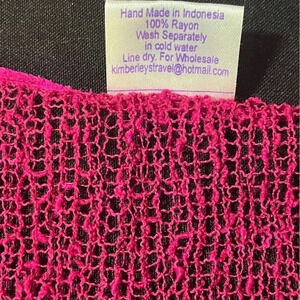 Hand Made in Indonesia
100% Rayon
Wash Separately
in cold water
Line dry. For Wholesale
kimberleystravel@hotmail.com